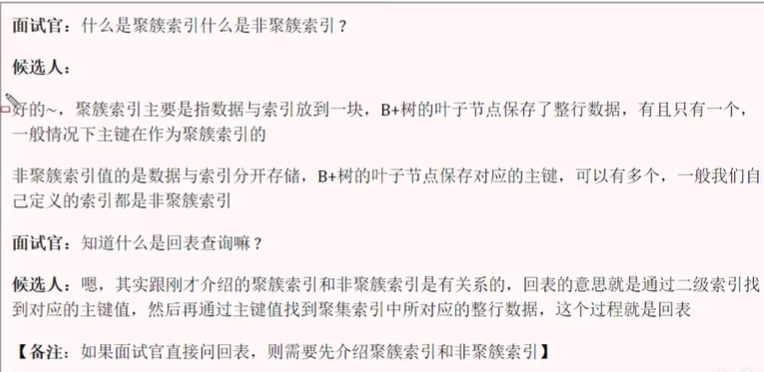 面试官：什么是聚簇索引什么是非聚簇索引？
候选人：
好的~，聚簇索引主要是指数据与索引放到一块，B+树的叶子节点保存了整行数据，有且只有一个，
一般情况下主键在作为聚簇索引的
非聚簇索引值的是数据与索引分开存储，B+树的叶子节点保存对应的主键，可以有多个，一般我们自
己定义的索引都是非聚簇索引
面试官：知道什么是回表查询嘛？
候选人：嗯，其实跟刚才介绍的聚簇索引和非聚簇索引是有关系的，回表的意思就是通过二级索引找
到对应的主键值，然后再通过主键值找到聚集索引中所对应的整行数据，这个过程就是回表
【备注：如果面试官直接问回表，则需要先介绍聚簇索引和非聚簇索引】